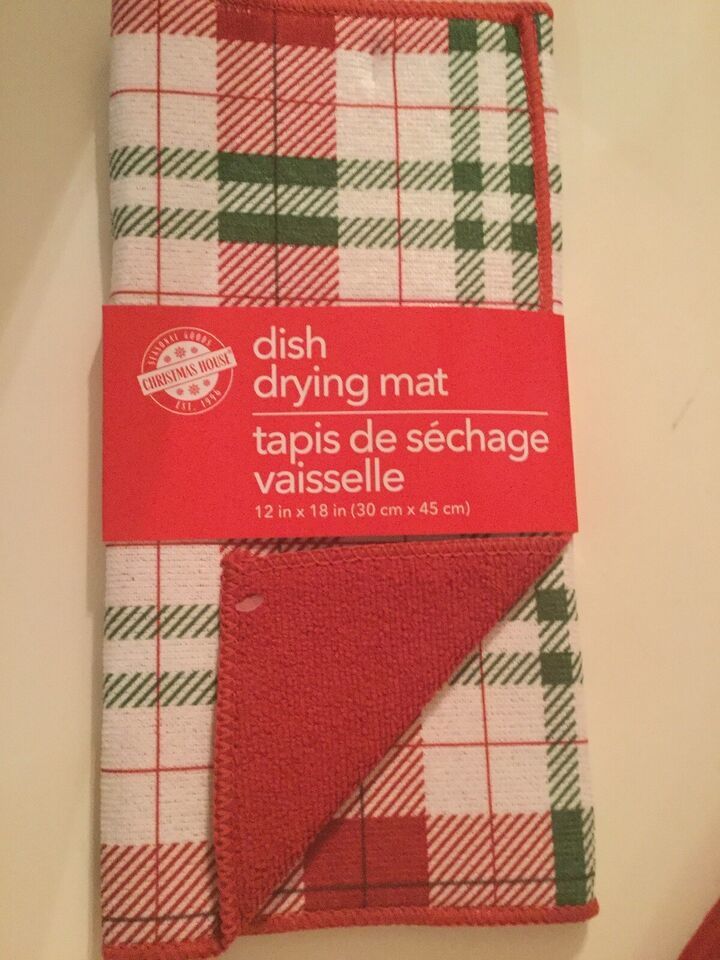 SEASONAL GOODS
CHRISTMAS HOUSE
EST. 1996
dish
drying mat
tapis de séchage
vaisselle
12 in x 18 in (30 cm x 45 cm)